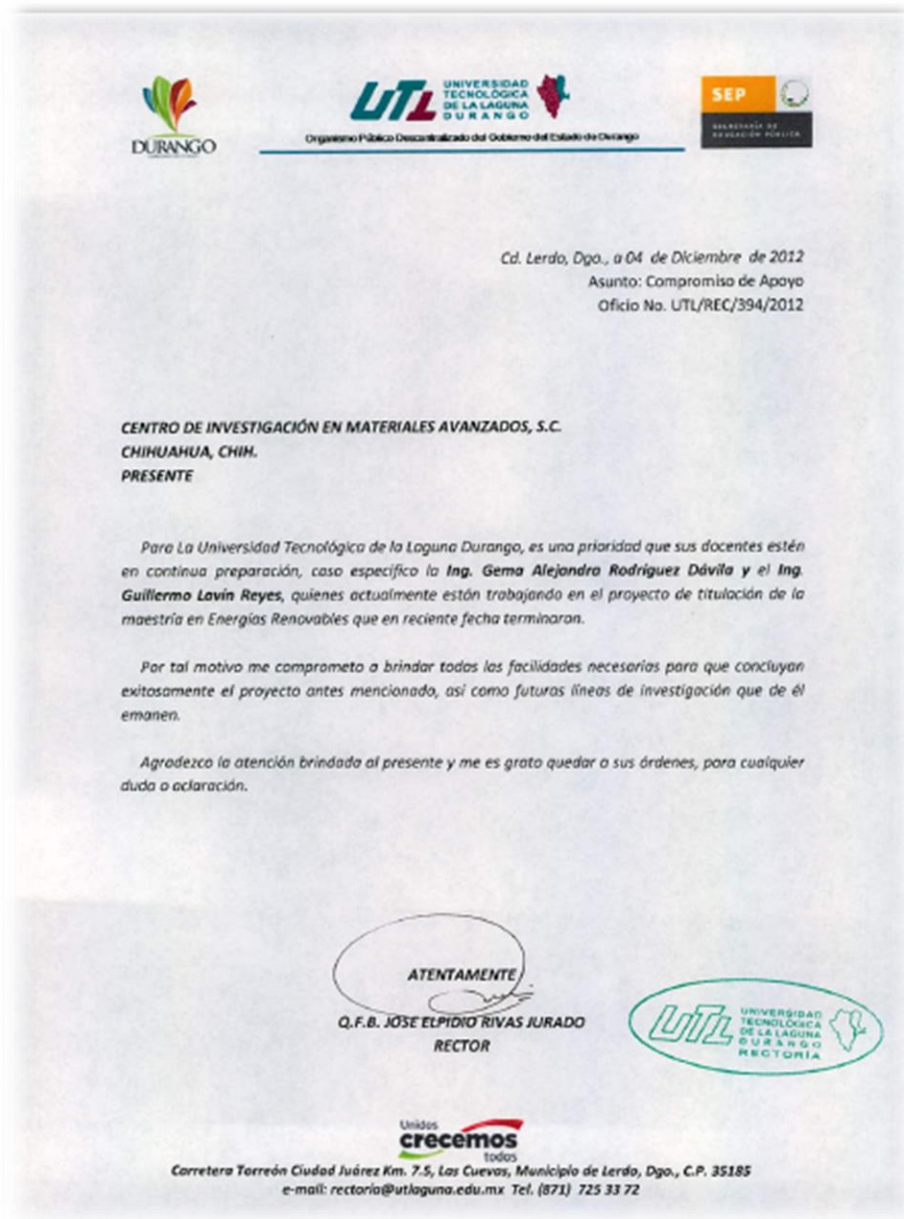 DURANGO
UTL UNIVERSIDAD
TECNOLÓGICA
DE LA LAGUNA
DURANGO
Organismo Público Descentralizado del Gobierno del Estado de Durango
SEP
SECRETARÍA DE
EDUCACIÓN PÚBLICA
Cd. Lerdo, Dgo., a 04 de Diciembre de 2012
Asunto: Compromiso de Apoyo
Oficio No. UTL/REC/394/2012
CENTRO DE INVESTIGACIÓN EN MATERIALES AVANZADOS, S.C.
CHIHUAHUA, CHIH.
PRESENTE
Para La Universidad Tecnológica de la Laguna Durango, es una prioridad que sus docentes estén
en continua preparación, caso especifico la Ing. Gema Alejandra Rodriguez Dávila y el Ing.
Guillermo Lavín Reyes, quienes actualmente están trabajando en el proyecto de titulación de la
maestría en Energías Renovables que en reciente fecha terminaron.
Por tal motivo me comprometo a brindar todas las facilidades necesarias para que concluyan
exitosamente el proyecto antes mencionado, así como futuras líneas de investigación que de él
emanen.
Agradezco la atención brindada al presente y me es grato quedar a sus órdenes, para cualquier
duda o aclaración.
ATENTAMENTE
Q.F.B. JOSE ELPIDIO RIVAS JURADO
RECTOR
UTL UNIVERSIDAD
TECNOLÓGICA
DE LA LAGUNA
DURANGO
RECTORÍA
Unidos
crecemos
todos
Carretera Torreón Ciudad Juárez Km. 7.5, Las Cuevas, Municipio de Lerdo, Dgo., C.P. 35185
e-mail: rectoria@utlaguna.edu.mx Tel. (871) 725 33 72